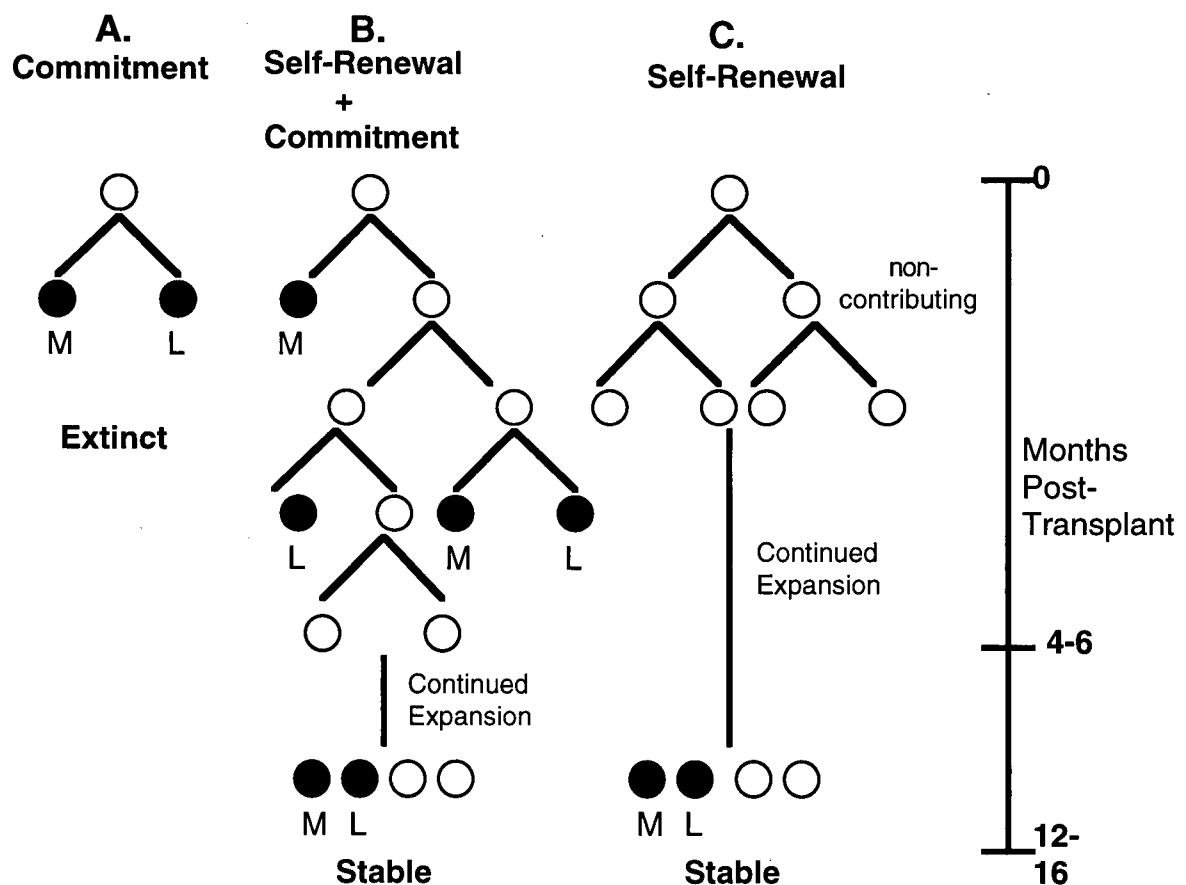 A.
Commitment
B.
Self-Renewal
+
Commitment
C.
Self-Renewal
0
non-
contributing
M
L
M
Extinct
L
M
L
Months
Post-
Transplant
Continued
Expansion
4-6
Continued
Expansion
M L
M L
Stable
Stable
12-
16